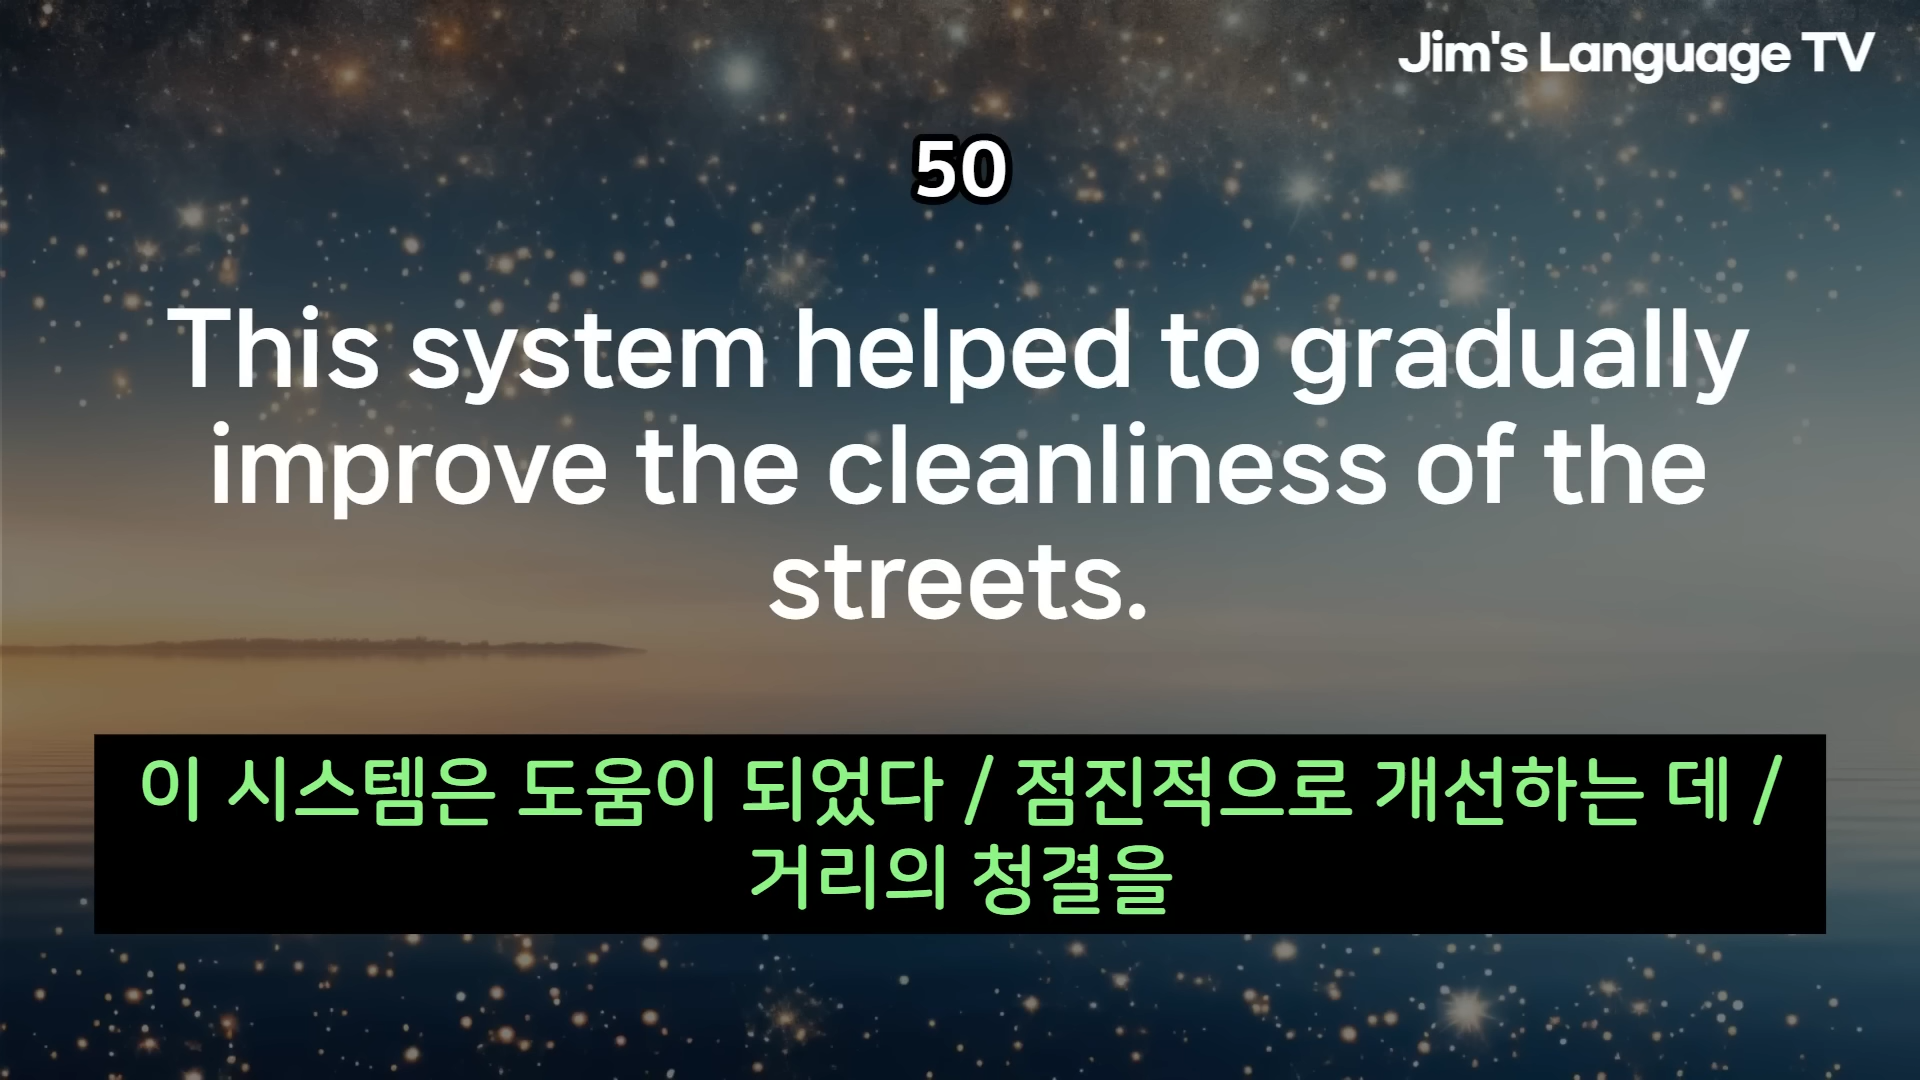 Jim's Language TV
50
This system helped to gradually
improve the cleanliness of the
streets.
이 시스템은 도움이 되었다 / 점진적으로 개선하는 데 /
거리의 청결을